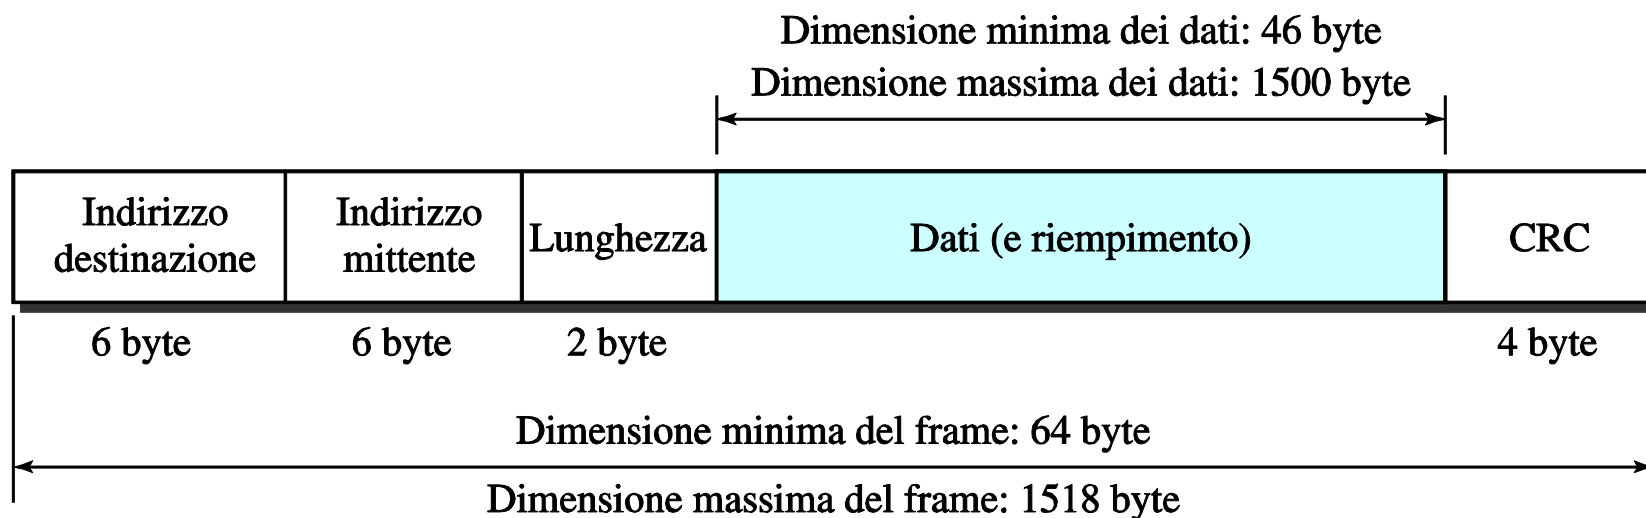 Dimensione minima dei dati: 46 byte
Dimensione massima dei dati: 1500 byte
Indirizzo
destinazione
Indirizzo
mittente
Lunghezza
Dati (e riempimento)
CRC
6 byte
6 byte
2 byte
4 byte
Dimensione minima del frame: 64 byte
Dimensione massima del frame: 1518 byte